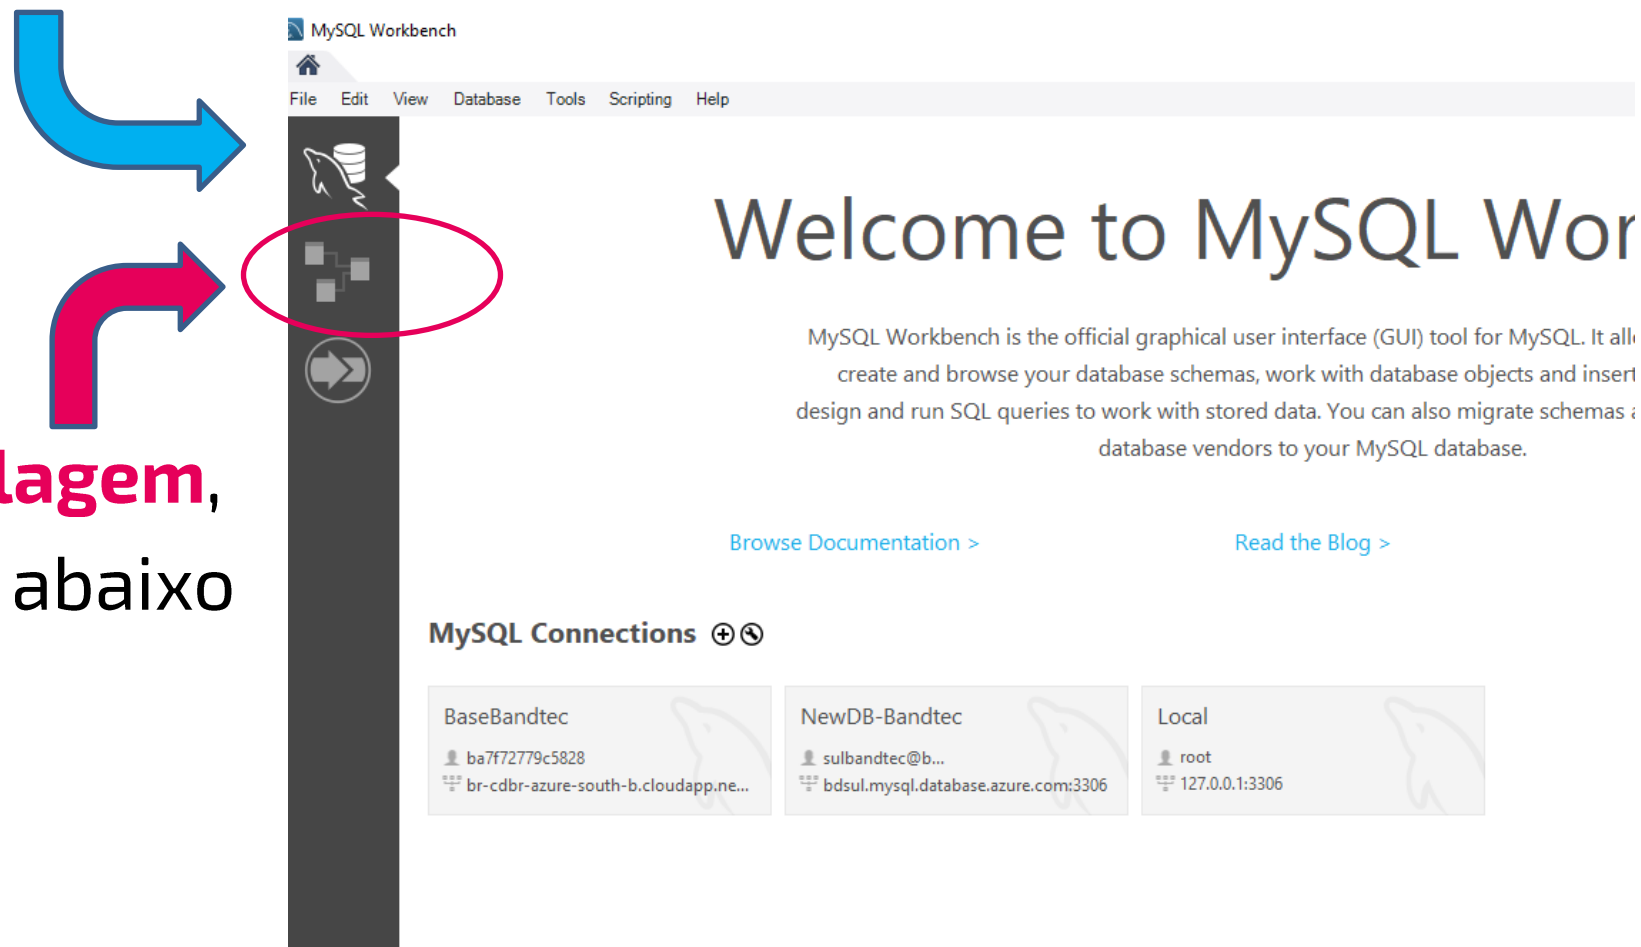 MySQL Workbench
File Edit View Database Tools Scripting Help
Welcome to MySQL Wor
MySQL Workbench is the official graphical user interface (GUI) tool for MySQL. It all
create and browse your database schemas, work with database objects and insert
design and run SQL queries to work with stored data. You can also migrate schemas a
database vendors to your MySQL database.
Browse Documentation > Read the Blog >
lagem,
abaixo
MySQL Connections
BaseBandtec
ba7f72779c5828
br-cdbr-azure-south-b.cloudapp.ne...
NewDB-Bandtec
sulbandtec@b...
bdsul.mysql.database.azure.com:3306
Local
root
127.0.0.1:3306